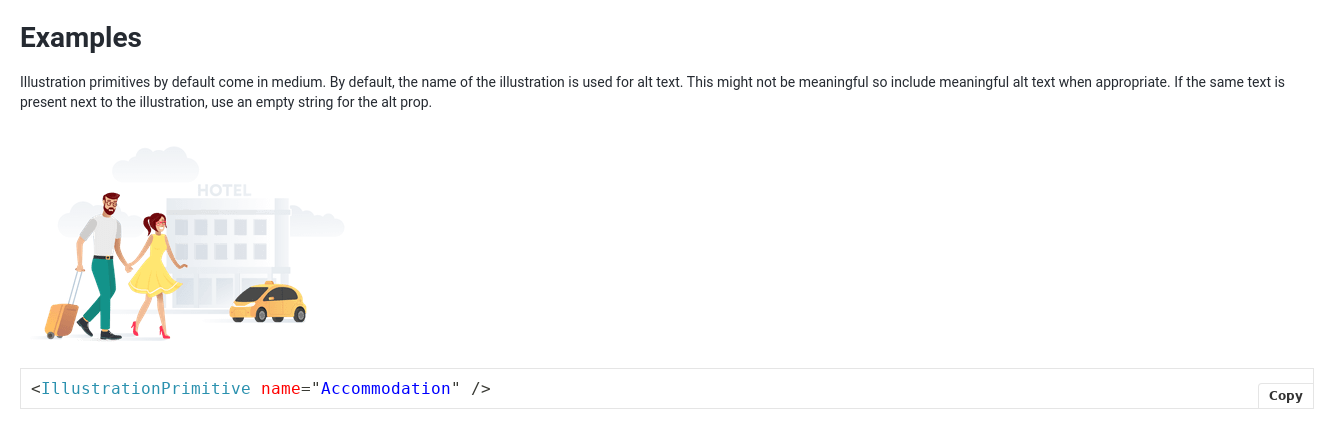 Examples
Illustration primitives by default come in medium. By default, the name of the illustration is used for alt text. This might not be meaningful so include meaningful alt text when appropriate. If the same text is
present next to the illustration, use an empty string for the alt prop.
HOTEL
<IllustrationPrimitive name="Accommodation" />
Copy